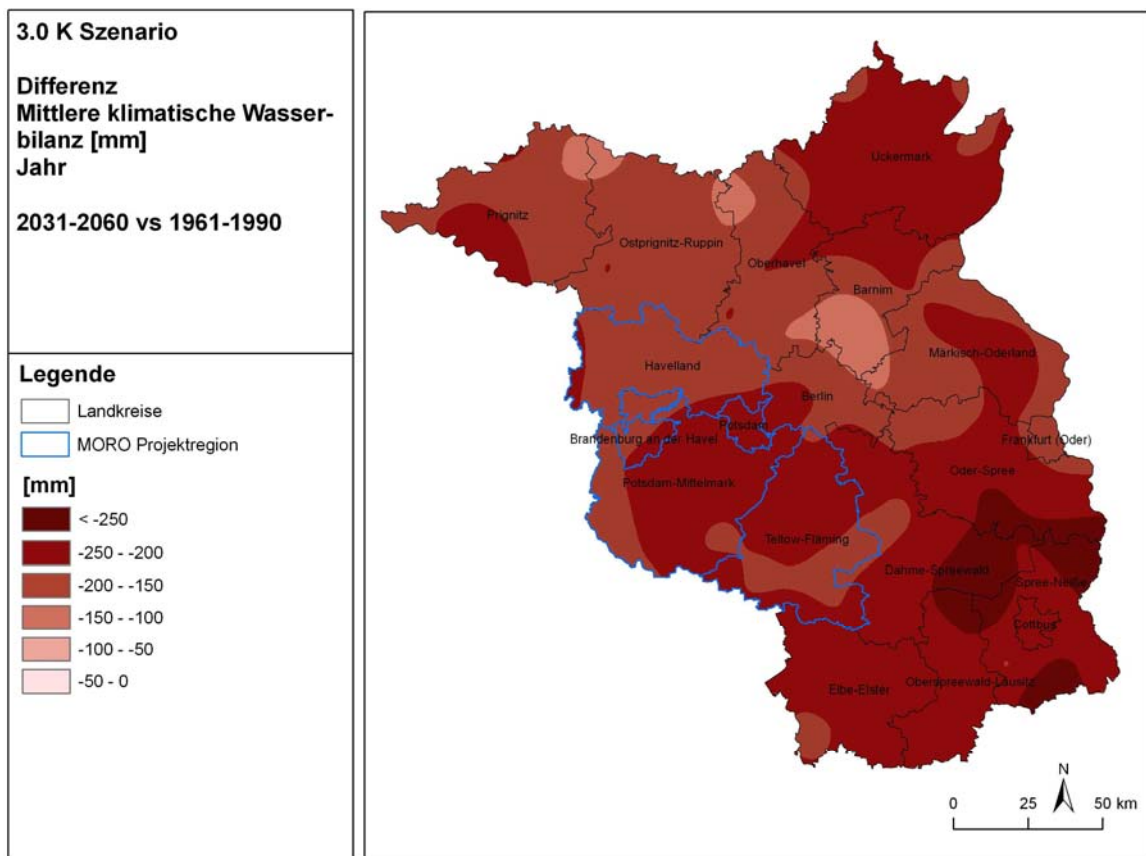 3.0 K Szenario
Differenz
Mittlere klimatische Wasser-
bilanz [mm]
Jahr
2031-2060 vs 1961-1990
Legende
Landkreise
MORO Projektregion
[mm]
< -250
-250 - -200
-200 - -150
-150 - -100
-100 - -50
-50 - 0
Uckermark
Prignitz
Ostprignitz-Ruppin
Oberhavel
Barnim
Märkisch-Oderland
Havelland
Berlin
Potsdam
Brandenburg an der Havel
Frankfurt (Oder)
Oder-Spree
Potsdam-Mittelmark
Teltow-Fläming
Dahme-Spreewald
Spree-Neiße
Cottbus
Elbe-Elster
Oberspreewald-Lausitz
N
0 25 50 km